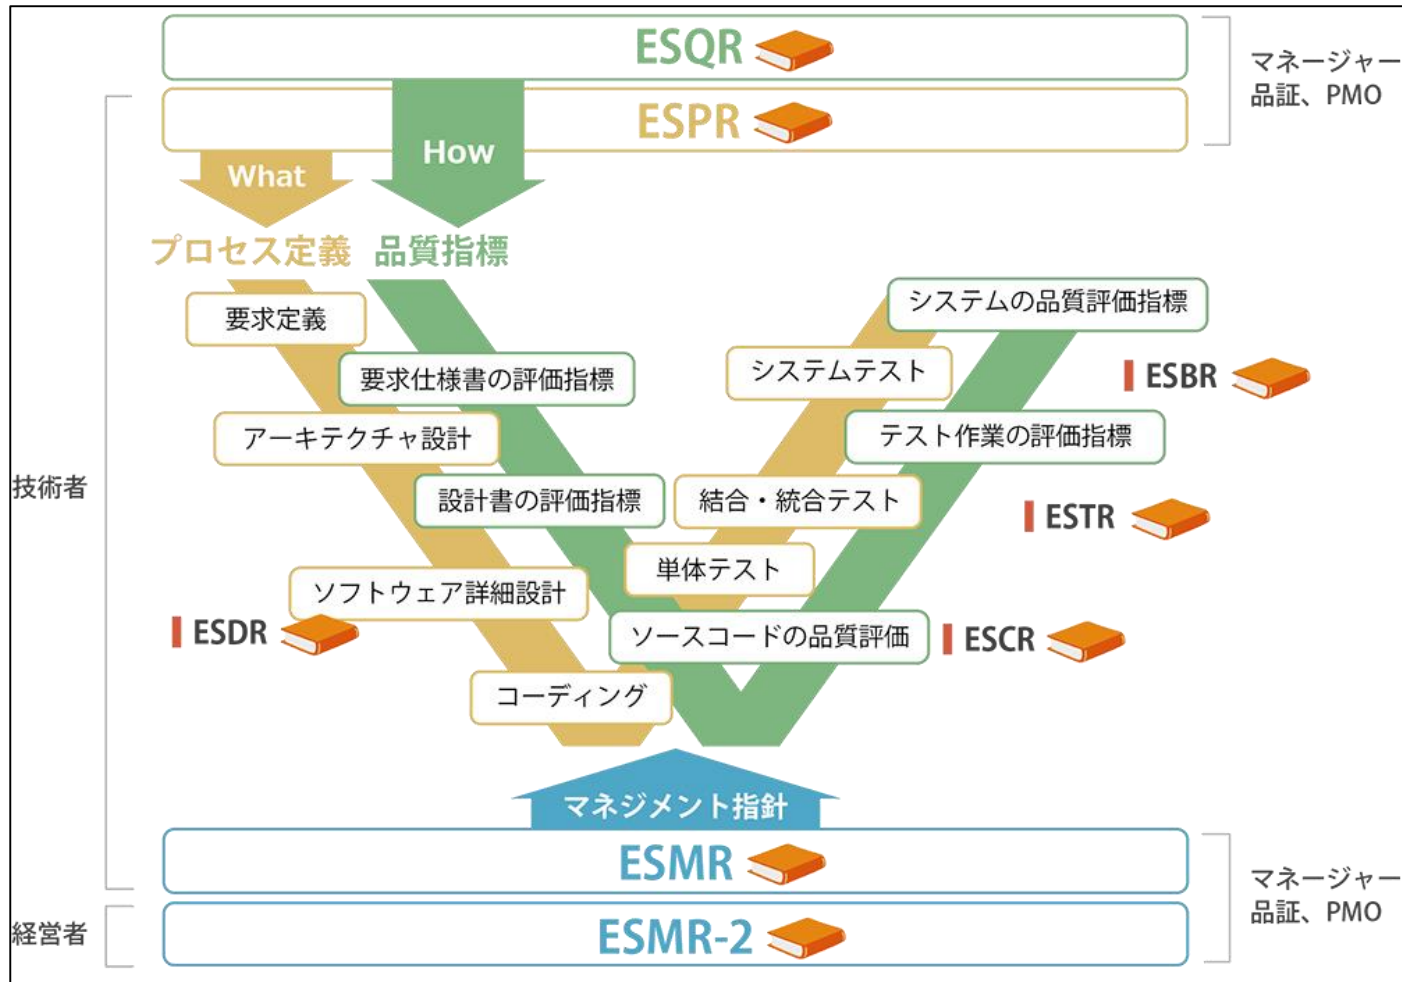 ESQR
マネージャー
品証、PMO
ESPR
What
How
プロセス定義
品質指標
要求定義
システムの品質評価指標
要求仕様書の評価指標
システムテスト
ESBR
アーキテクチャ設計
テスト作業の評価指標
技術者
設計書の評価指標
結合・統合テスト
ESTR
ソフトウェア詳細設計
単体テスト
ESDR
ソースコードの品質評価
ESCR
コーディング
マネジメント指針
ESMR
マネージャー
品証、PMO
経営者
ESMR-2